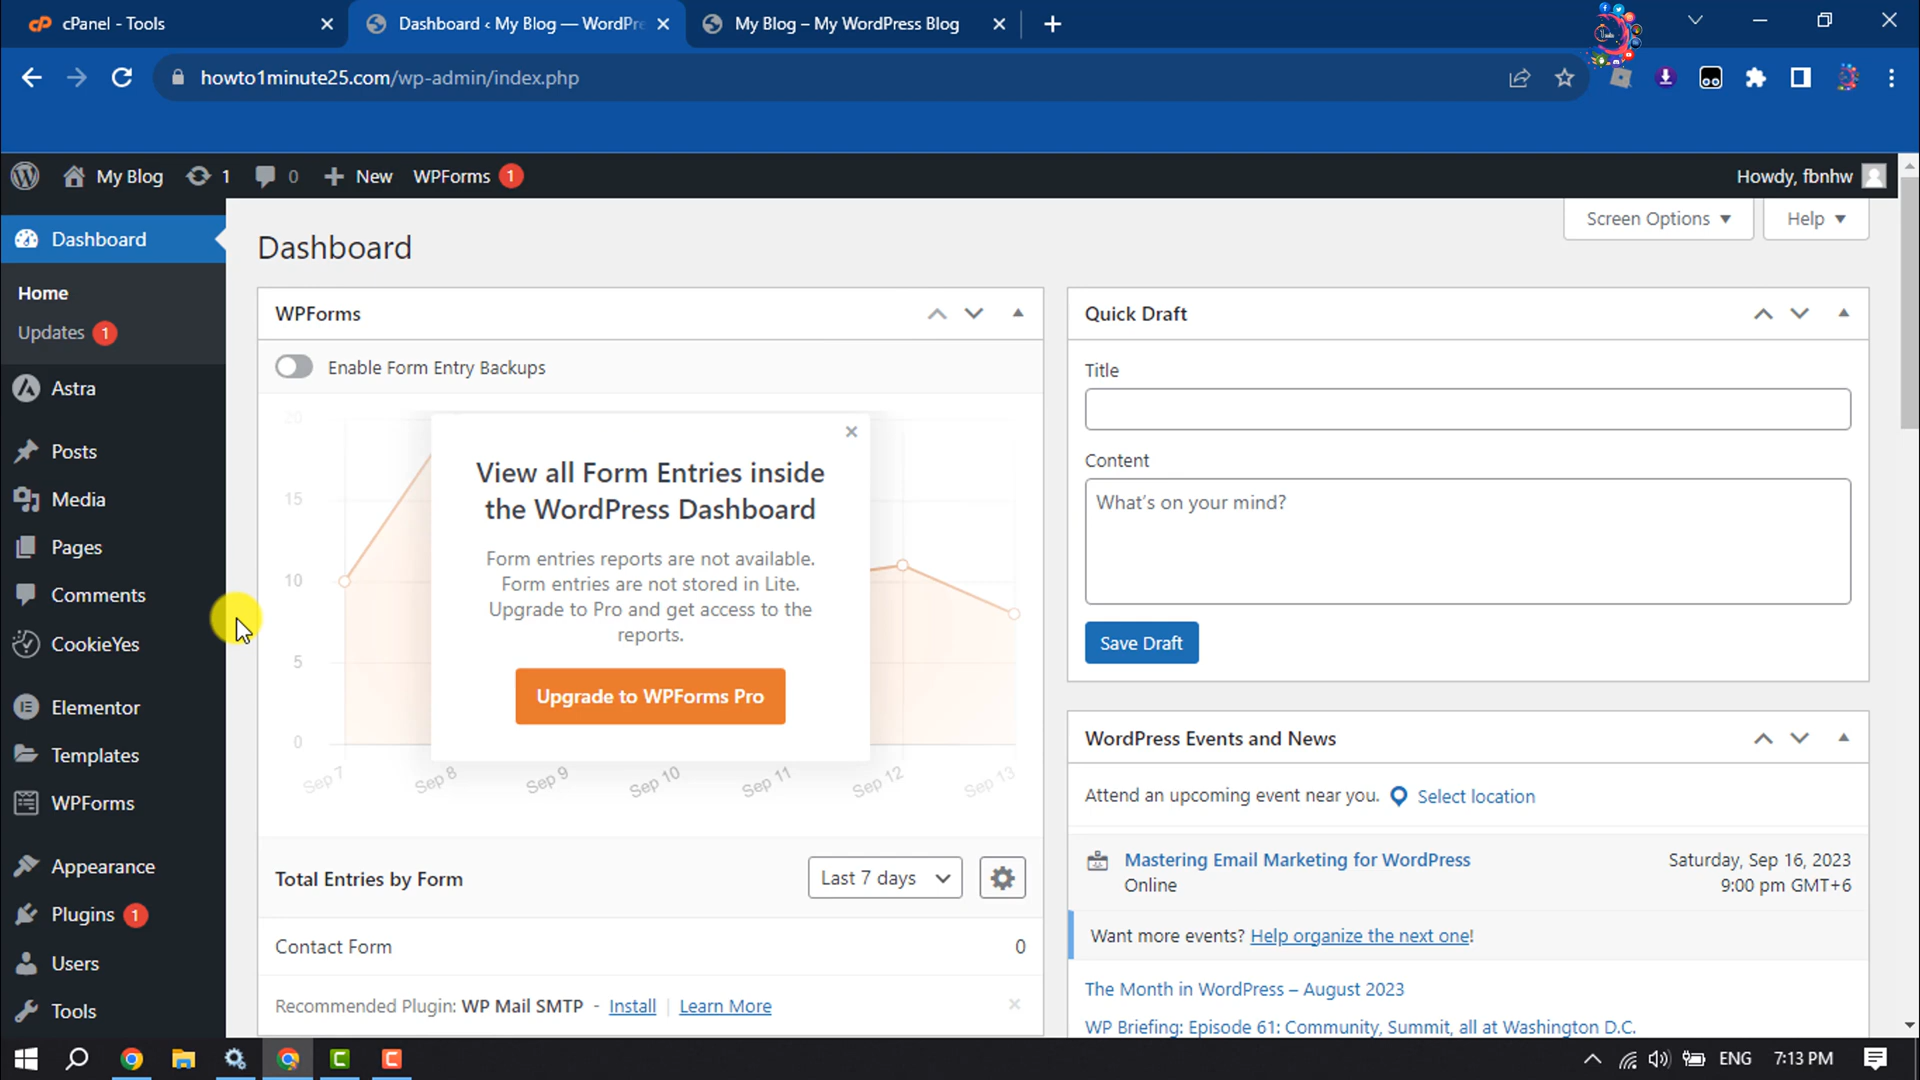 cPanel - Tools
Dashboard ‹ My Blog — WordPre
My Blog – My WordPress Blog
howto1minute25.com/wp-admin/index.php
My Blog
1
0
New
WPForms 1
Howdy, fbnhw
Dashboard
Home
Updates 1
Astra
Posts
Media
Pages
Comments
CookieYes
Elementor
Templates
WPForms
Appearance
Plugins 1
Users
Tools
Screen Options
Help
Dashboard
WPForms
Enable Form Entry Backups
20
15
10
5
0
View all Form Entries inside
the WordPress Dashboard
Form entries reports are not available.
Form entries are not stored in Lite.
Upgrade to Pro and get access to the
reports.
Upgrade to WPForms Pro
Sep 7
Sep 8
Sep 9
Sep 10
Sep 11
Sep 12
Sep 13
Total Entries by Form
Last 7 days
Contact Form
0
Recommended Plugin: WP Mail SMTP - Install | Learn More
Quick Draft
Title
Content
What's on your mind?
Save Draft
WordPress Events and News
Attend an upcoming event near you. Select location
Mastering Email Marketing for WordPress
Online
Saturday, Sep 16, 2023
9:00 pm GMT+6
Want more events? Help organize the next one!
The Month in WordPress – August 2023
WP Briefing: Episode 61: Community, Summit, all at Washington D.C.
ENG
7:13 PM